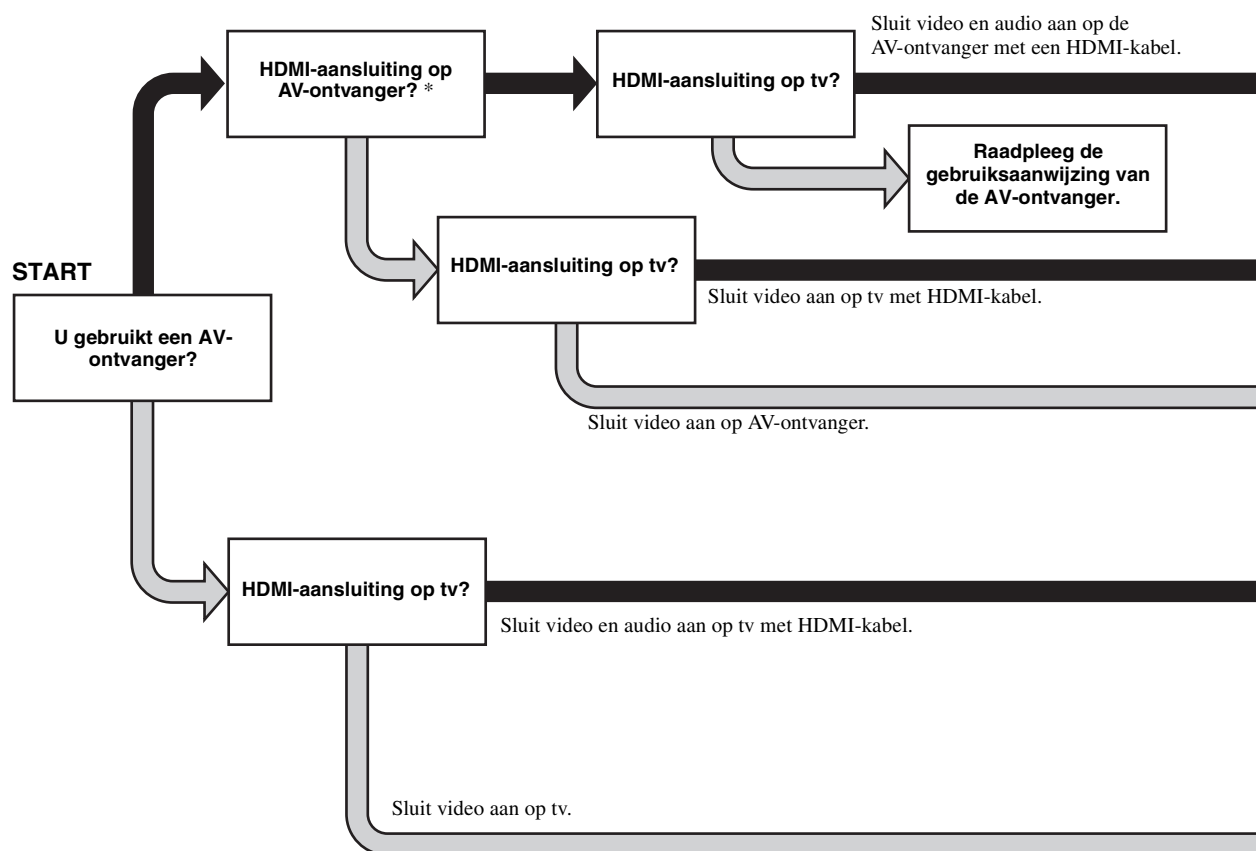 Sluit video en audio aan op de
AV-ontvanger met een HDMI-kabel.
HDMI-aansluiting op
AV-ontvanger? *
HDMI-aansluiting op tv?
Raadpleeg de
gebruiksaanwijzing van
de AV-ontvanger.
HDMI-aansluiting op tv?
START
Sluit video aan op tv met HDMI-kabel.
U gebruikt een AV-
ontvanger?
Sluit video aan op AV-ontvanger.
HDMI-aansluiting op tv?
Sluit video en audio aan op tv met HDMI-kabel.
Sluit video aan op tv.